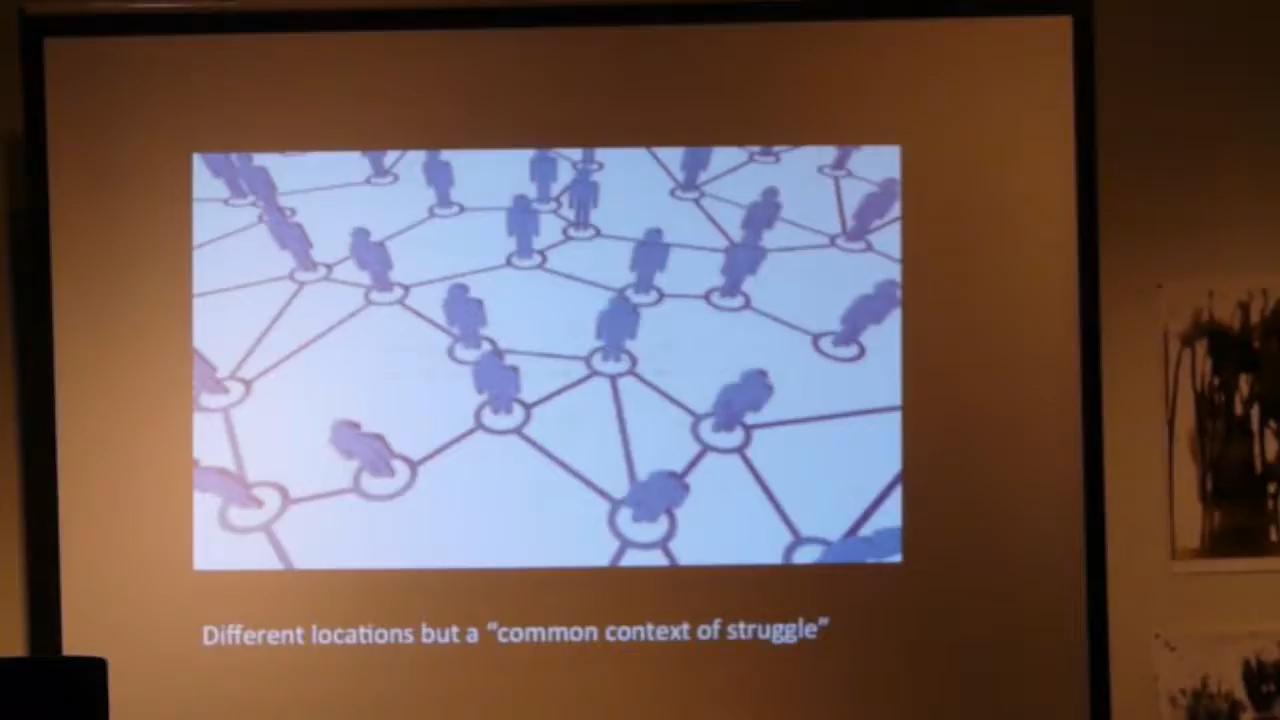 Different locations but a “common context of struggle”